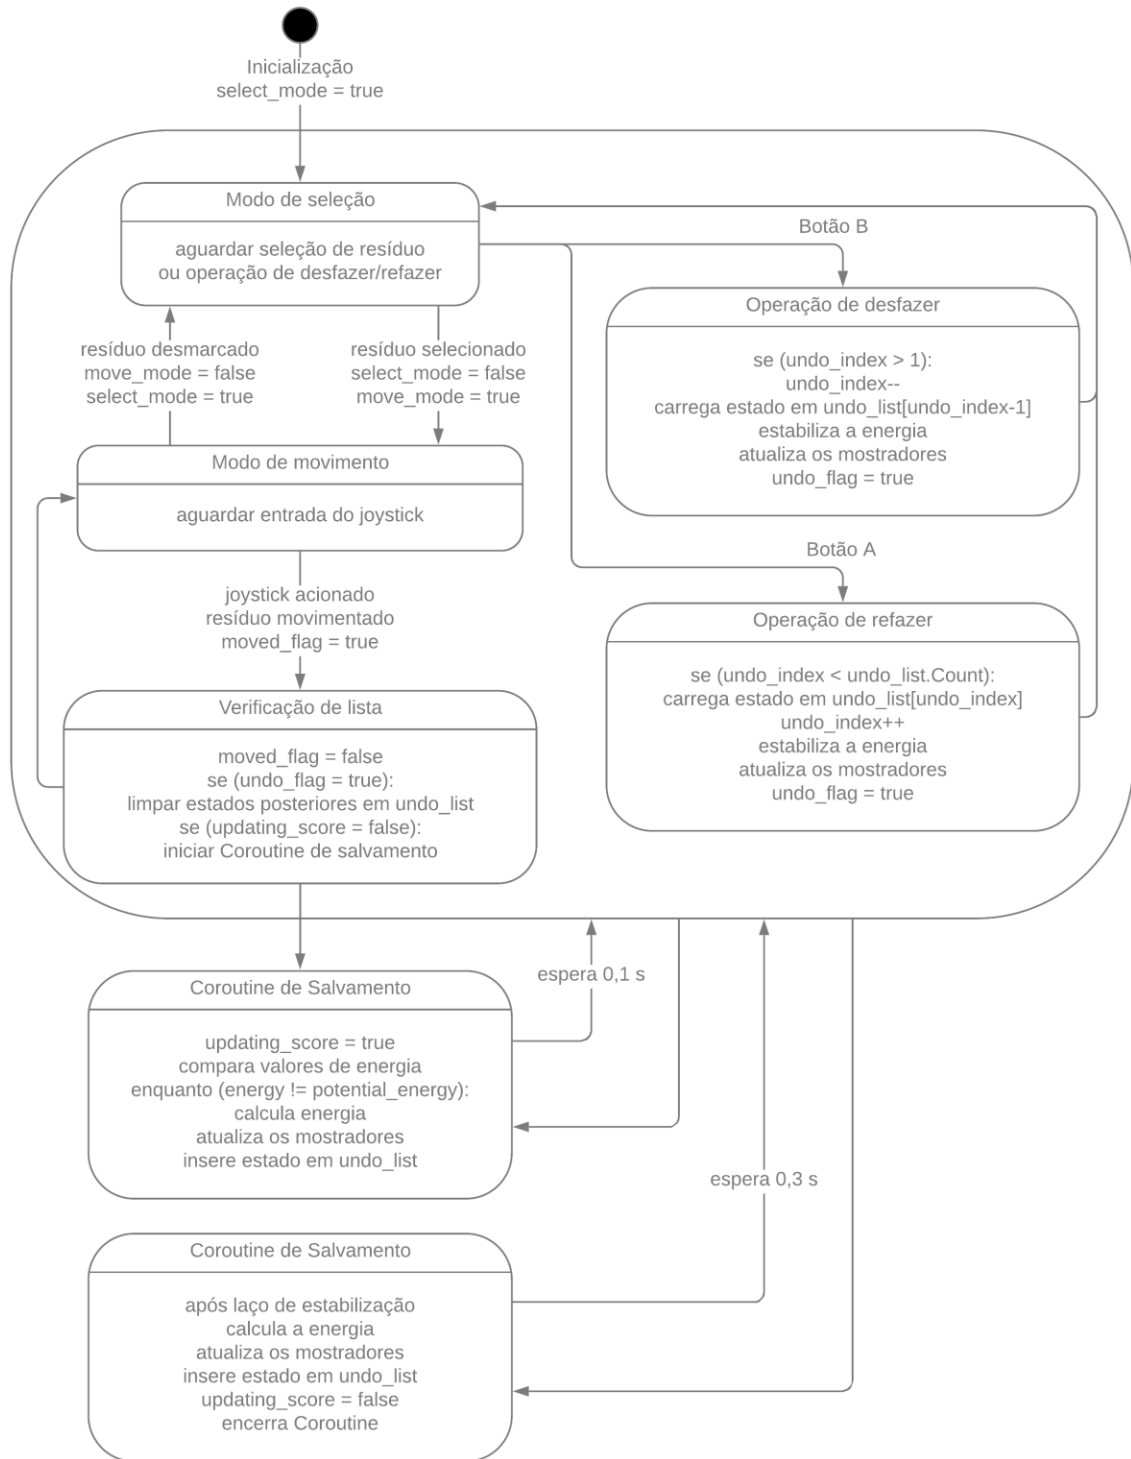 Inicialização
select_mode = true
Modo de seleção
aguardar seleção de resíduo
ou operação de desfazer/refazer
Botão B
Operação de desfazer
se (undo_index > 1):
undo_index--
carrega estado em undo_list[undo_index-1]
estabiliza a energia
atualiza os mostradores
undo_flag = true
resíduo desmarcado
move_mode = false
select_mode = true
resíduo selecionado
select_mode = false
move_mode = true
Modo de movimento
aguardar entrada do joystick
Botão A
Operação de refazer
se (undo_index < undo_list.Count):
carrega estado em undo_list[undo_index]
undo_index++
estabiliza a energia
atualiza os mostradores
undo_flag = true
joystick acionado
resíduo movimentado
moved_flag = true
Verificação de lista
moved_flag = false
se (undo_flag = true):
limpar estados posteriores em undo_list
se (updating_score = false):
iniciar Coroutine de salvamento
espera 0,1 s
Coroutine de Salvamento
updating_score = true
compara valores de energia
enquanto (energy != potential_energy):
calcula energia
atualiza os mostradores
insere estado em undo_list
espera 0,3 s
Coroutine de Salvamento
após laço de estabilização
calcula a energia
atualiza os mostradores
insere estado em undo_list
updating_score = false
encerra Coroutine